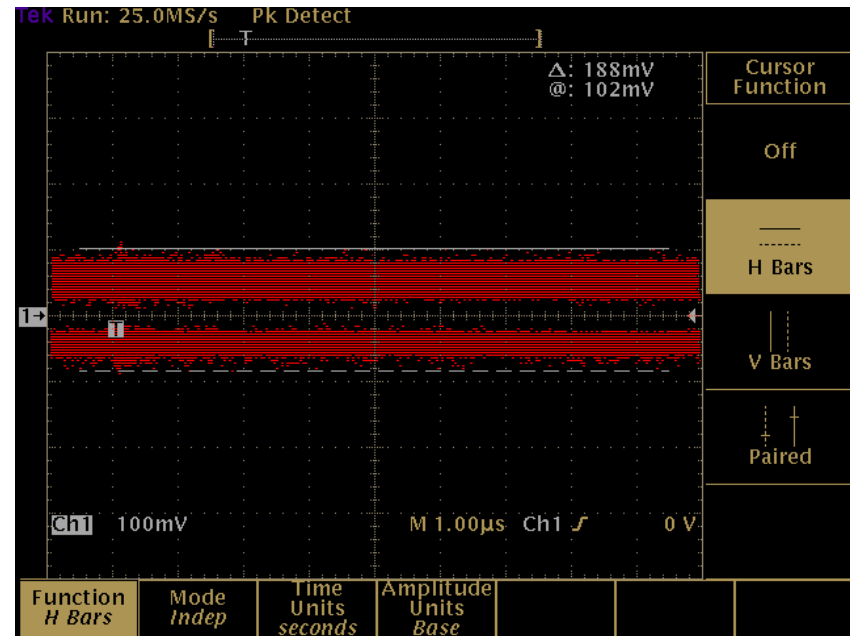 Tek Run: 25.0MS/s Pk Detect
T
Δ: 188mV
@: 102mV
Cursor
Function
Off
H Bars
V Bars
Paired
1→
T
Ch1 100mV M 1.00µs Ch1 0 V
Function
H Bars
Mode
Indep
Time
Units
seconds
Amplitude
Units
Base